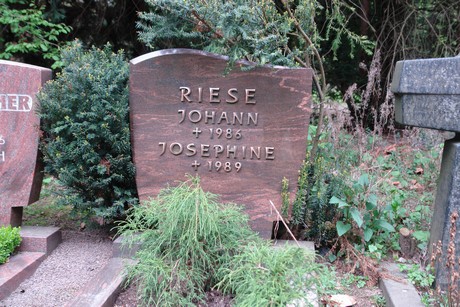 RIESE
JOHANN
+ 1986
JOSEPHINE
+ 1989